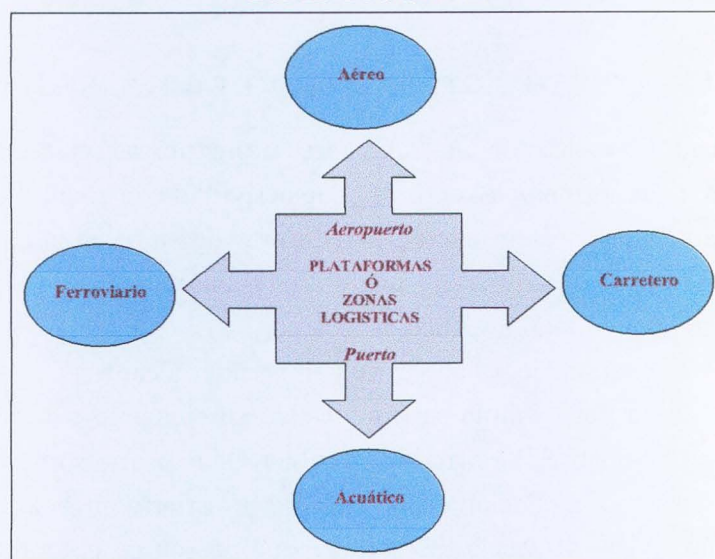 Aéreo
Aeropuerto
PLATAFORMAS
Ó
ZONAS
LOGISTICAS
Puerto
Ferroviario
Carretero
Acuático